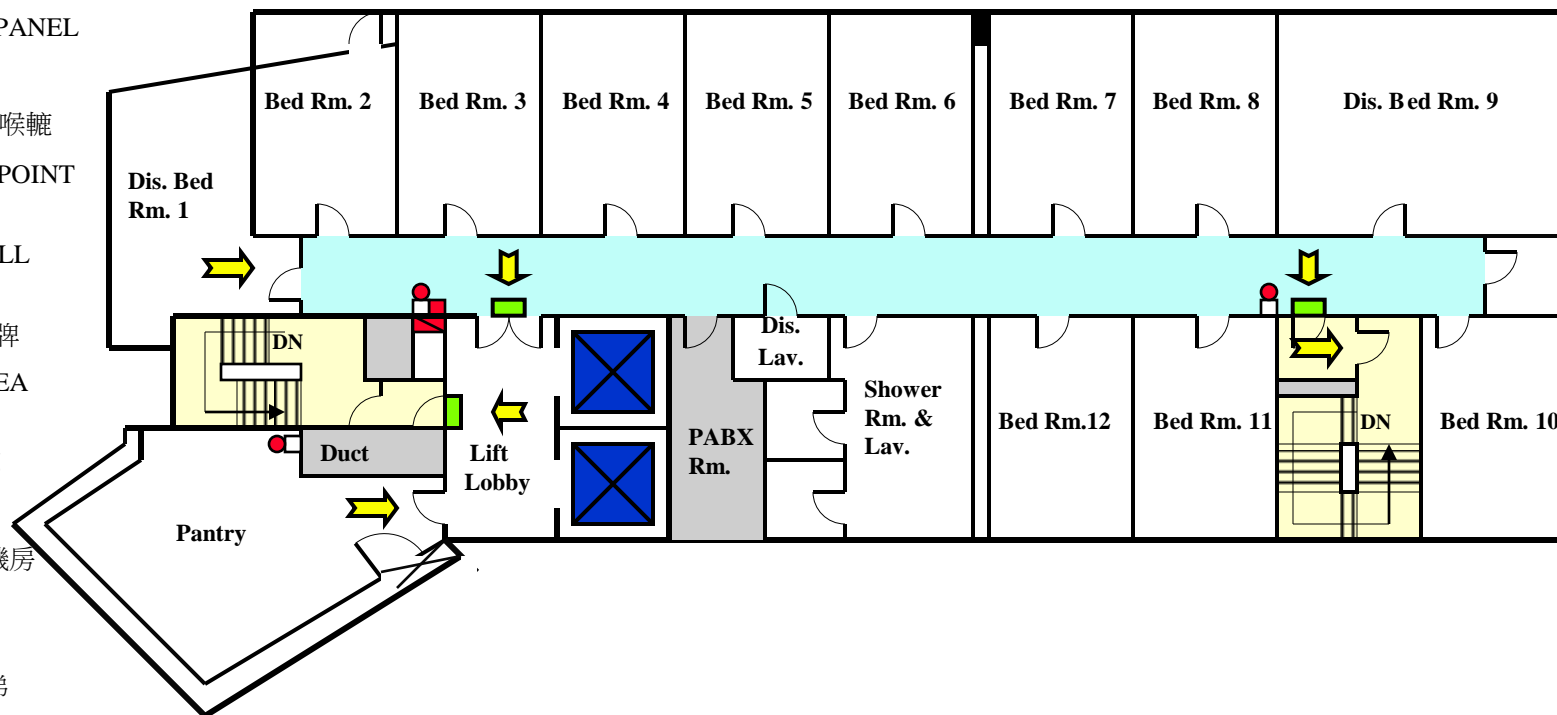 PANEL
喉轆
POINT
LL
牌
EA
機房
Bed Rm. 2
Bed Rm. 3
Bed Rm. 4
Bed Rm. 5
Bed Rm. 6
Bed Rm. 7
Bed Rm. 8
Dis. Bed Rm. 9
Dis. Bed
Rm. 1
DN
Dis.
Lav.
Shower
Rm. &
Lav.
Bed Rm.12
Bed Rm. 11
DN
Bed Rm. 10
PABX
Rm.
Duct
Lift
Lobby
Pantry